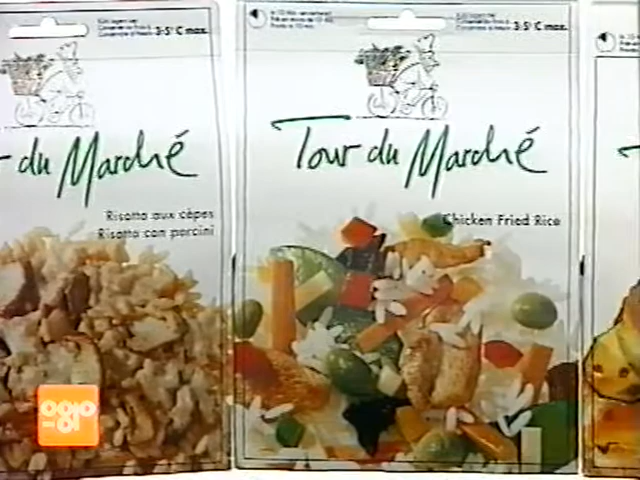 3-5° C max.
du Marché
Risotto aux cèpes
Risotto con porcini
3-5° C max.
Tour du Marché
Chicken Fried Rice